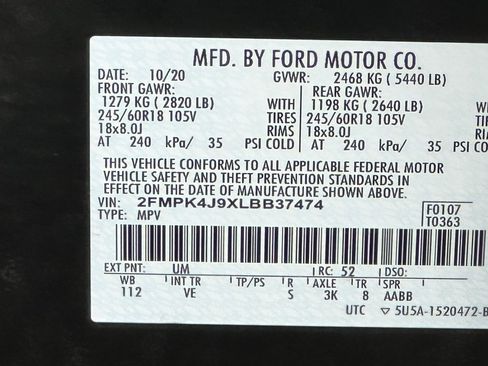 MFD. BY FORD MOTOR CO.
DATE: 10/20 GVWR: 2468 KG (5440 LB)
FRONT GAWR: REAR GAWR:
1279 KG (2820 LB) WITH 1198 KG (2640 LB)
245/60R18 105V TIRES 245/60R18 105V
18x8.0J RIMS 18x8.0J
AT 240 kPa/ 35 PSI COLD AT 240 kPa/ 35 PSI COLD
THIS VEHICLE CONFORMS TO ALL APPLICABLE FEDERAL MOTOR
VEHICLE SAFETY AND THEFT PREVENTION STANDARDS IN
EFFECT ON THE DATE OF MANUFACTURE SHOWN ABOVE.
VIN: 2FMPK4J9XLBB37474 F0107
TYPE: MPV T0363
EXT PNT: UM RC: 52 DSO:
WB INT TR TP/PS R AXLE TR SPR
112 VE S 3K 8 AABB
UTC ▽ 5U5A-1520472-B